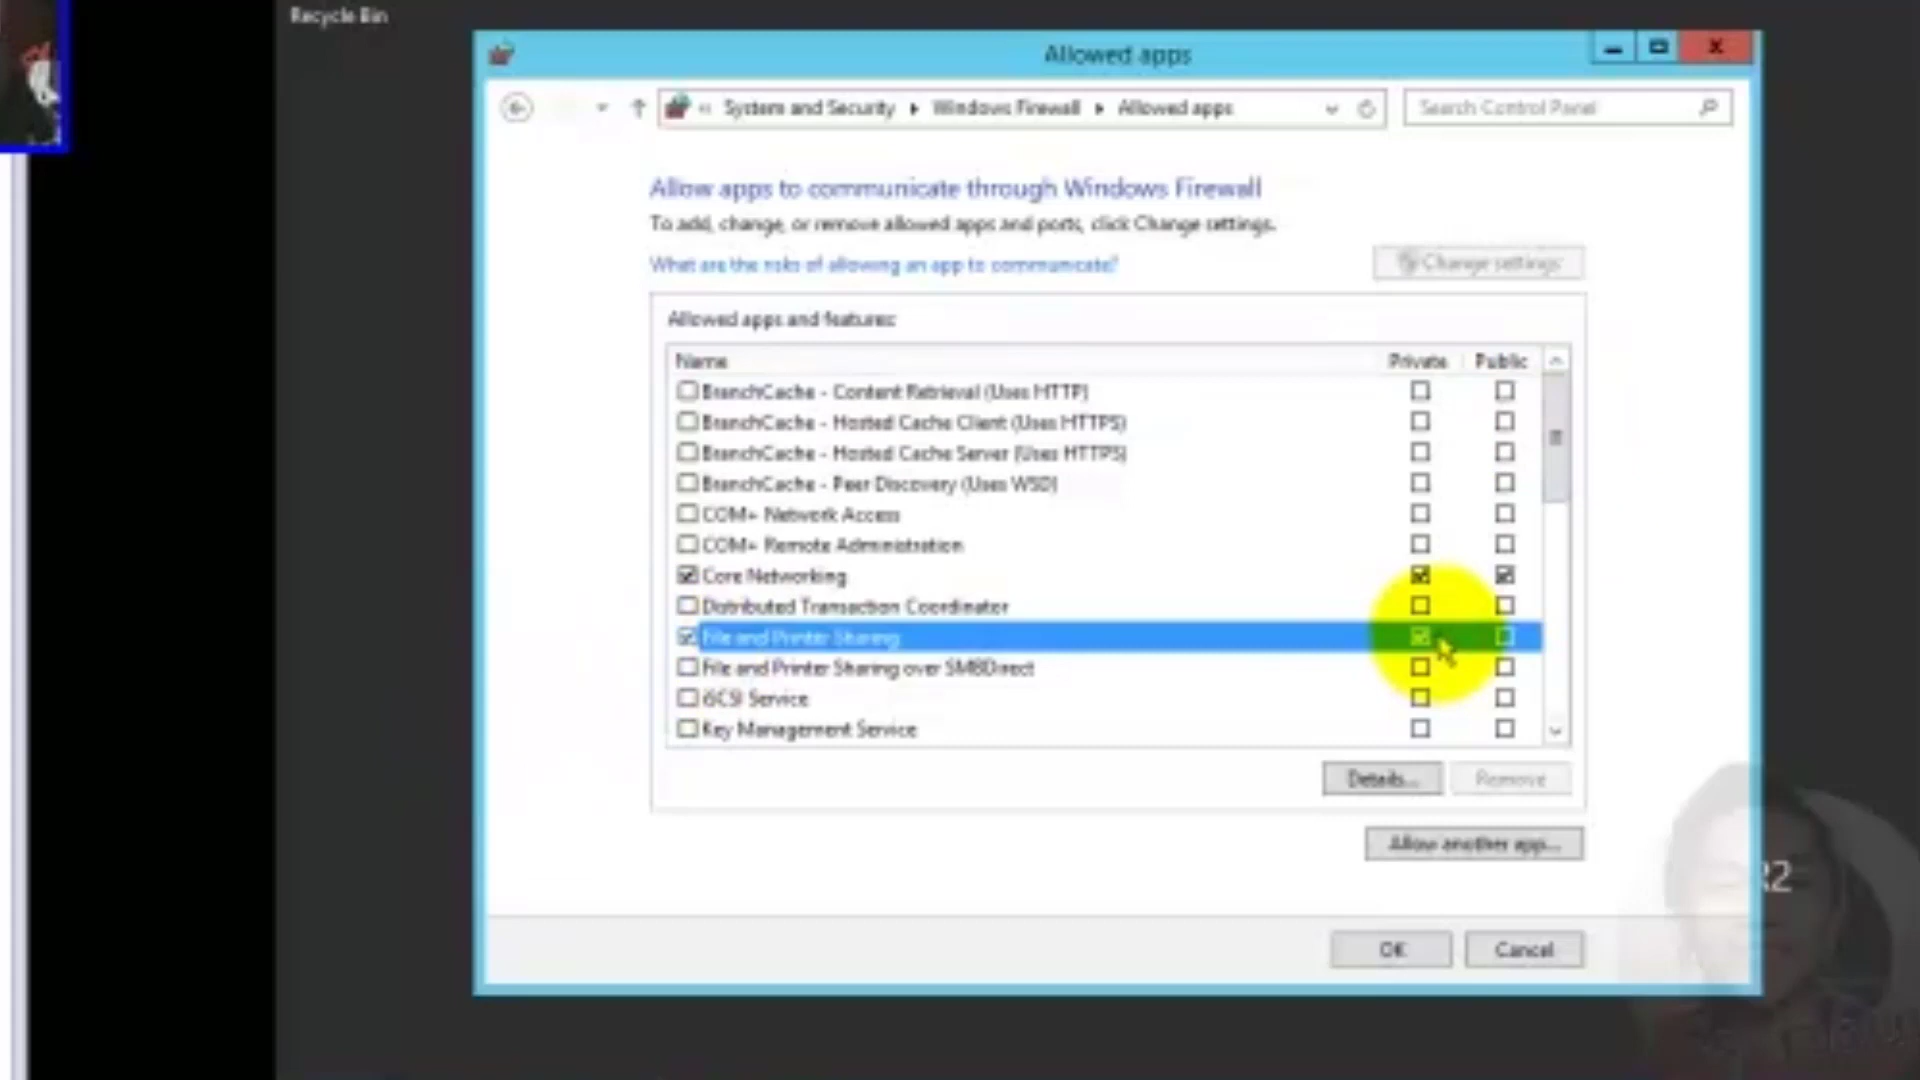 Recycle Bin
Allowed apps
System and Security
Windows Firewall
Allowed apps
Search Control Panel
Allow apps to communicate through Windows Firewall
To add, change, or remove allowed apps and ports, click Change settings.
What are the risks of allowing an app to communicate?
Change settings
Allowed apps and features:
Name Private Public
BranchCache - Content Retrieval (Uses HTTP)
BranchCache - Hosted Cache Client (Uses HTTPS)
BranchCache - Hosted Cache Server (Uses HTTPS)
BranchCache - Peer Discovery (Uses WSD)
COM+ Network Access
COM+ Remote Administration
Core Networking
Distributed Transaction Coordinator
File and Printer Sharing
File and Printer Sharing over SMBDirect
iSCSI Service
Key Management Service
Details... Remove
Allow another app...
R2
OK Cancel